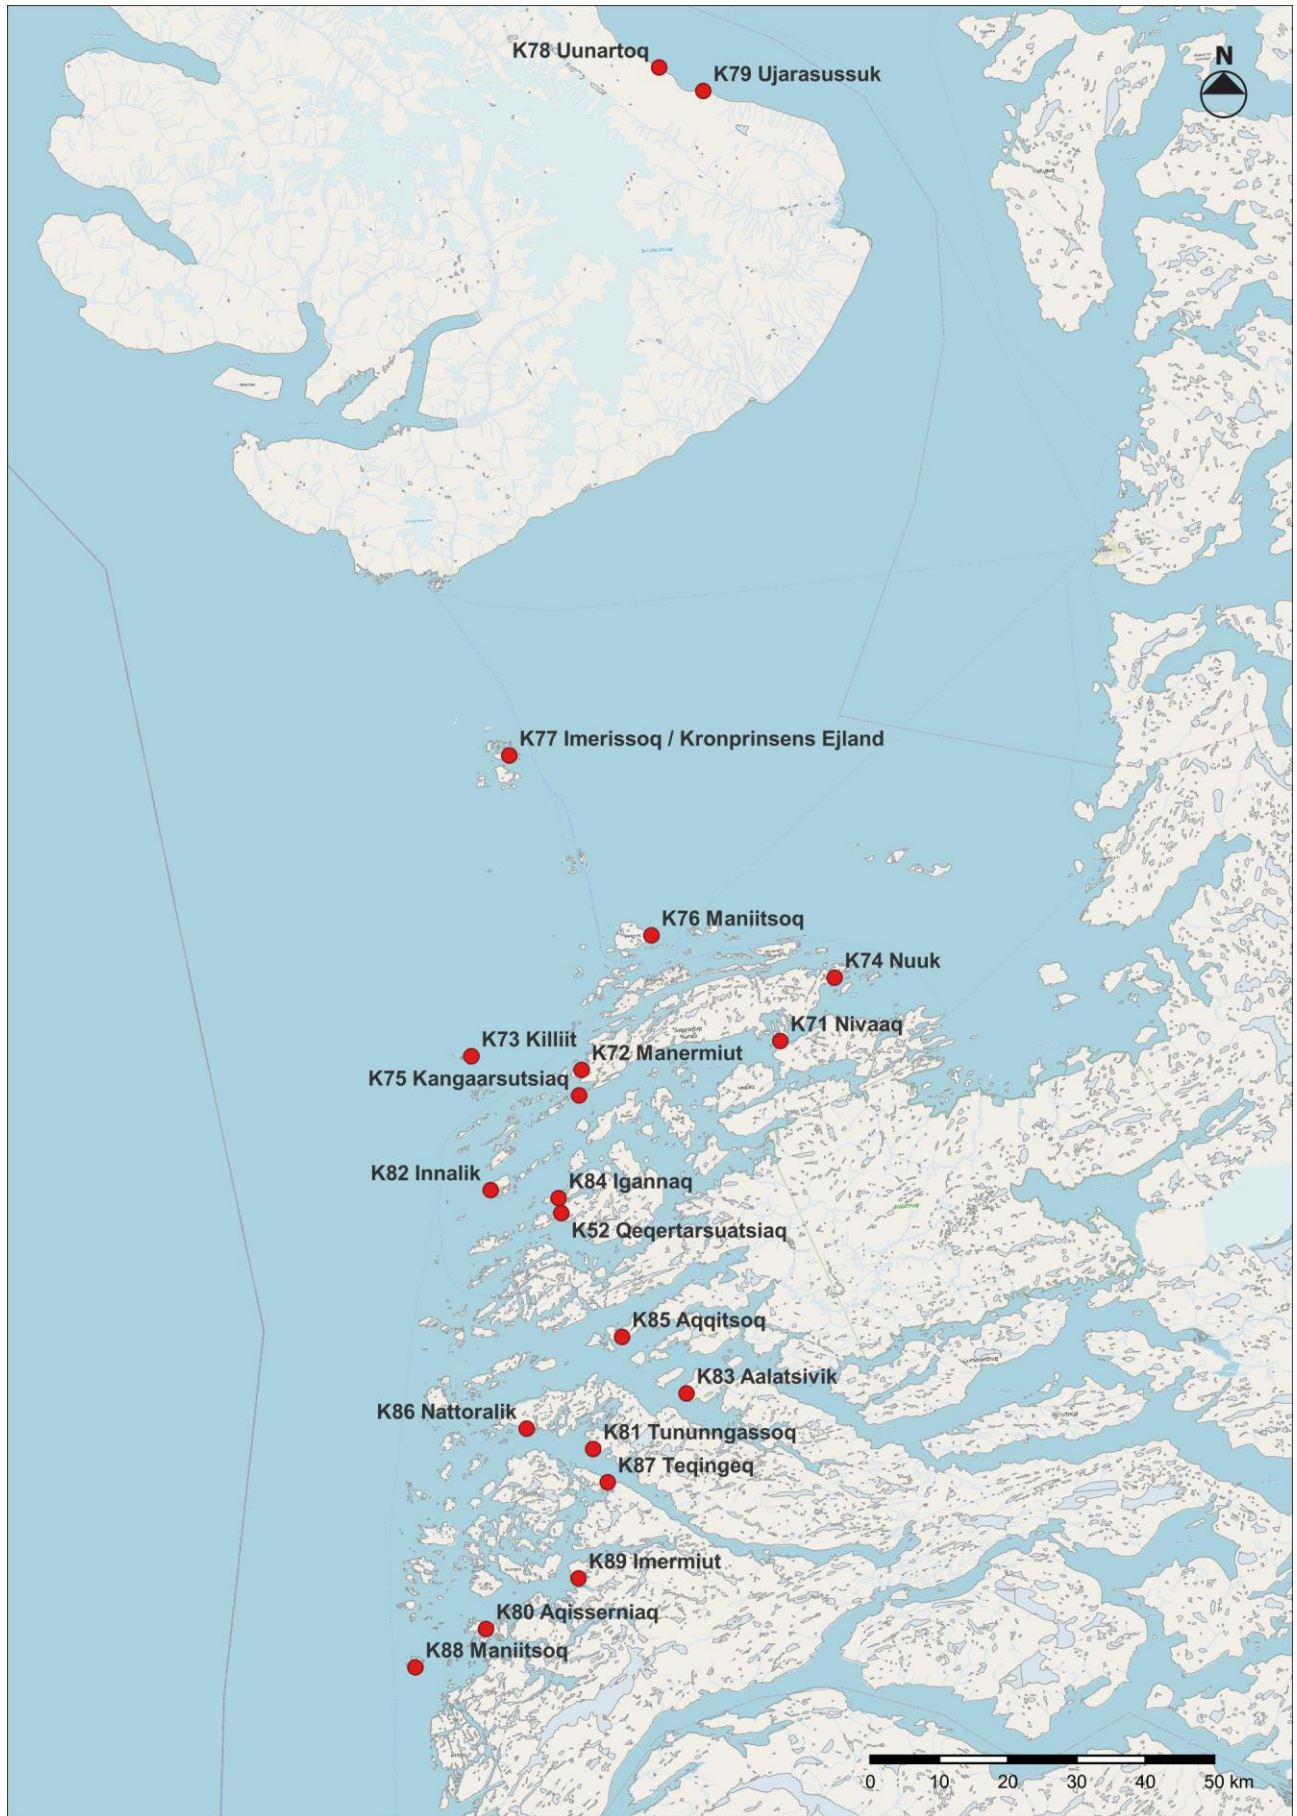 K78 Uunartoq
N
K79 Ujarasussuk
K77 Imerissoq / Kronprinsens Ejland
K76 Maniitsoq
K74 Nuuk
K71 Nivaaq
K73 Killiit
K72 Manermiut
K75 Kangaarsutsiaq
K82 Innalik
K84 Igannaq
K52 Qeqertarsuatsiaq
K85 Aqqitsoq
K83 Aalatsivik
K86 Nattoralik
K81 Tununngassoq
K87 Teqingeq
K89 Imermiut
K80 Aqisserniaq
K88 Maniitsoq
0 10 20 30 40 50 km